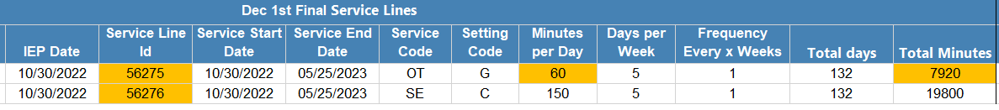 Dec 1st Final Service Lines
IEP Date Service Line Id Service Start Date Service End Date Service Code Setting Code Minutes per Day Days per Week Frequency Every x Weeks Total days Total Minutes
10/30/2022 56275 10/30/2022 05/25/2023 OT G 60 5 1 132 7920
10/30/2022 56276 10/30/2022 05/25/2023 SE C 150 5 1 132 19800